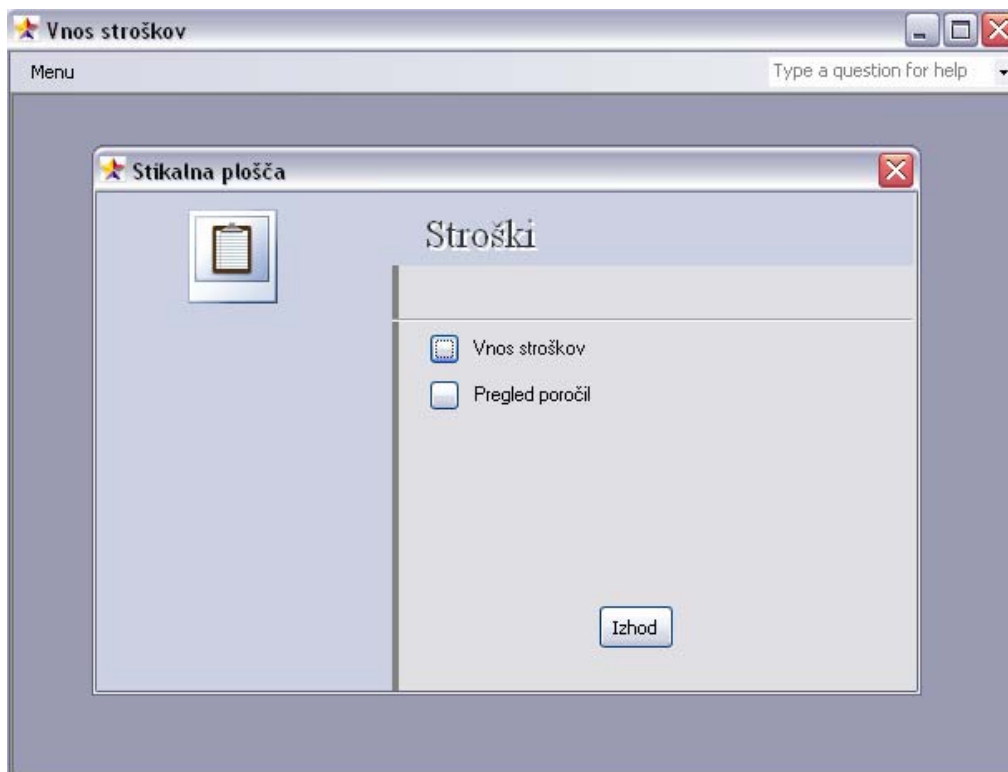 Vnos stroškov
Menu
Type a question for help
Stikalna plošča
Stroški
Vnos stroškov
Pregled poročil
Izhod